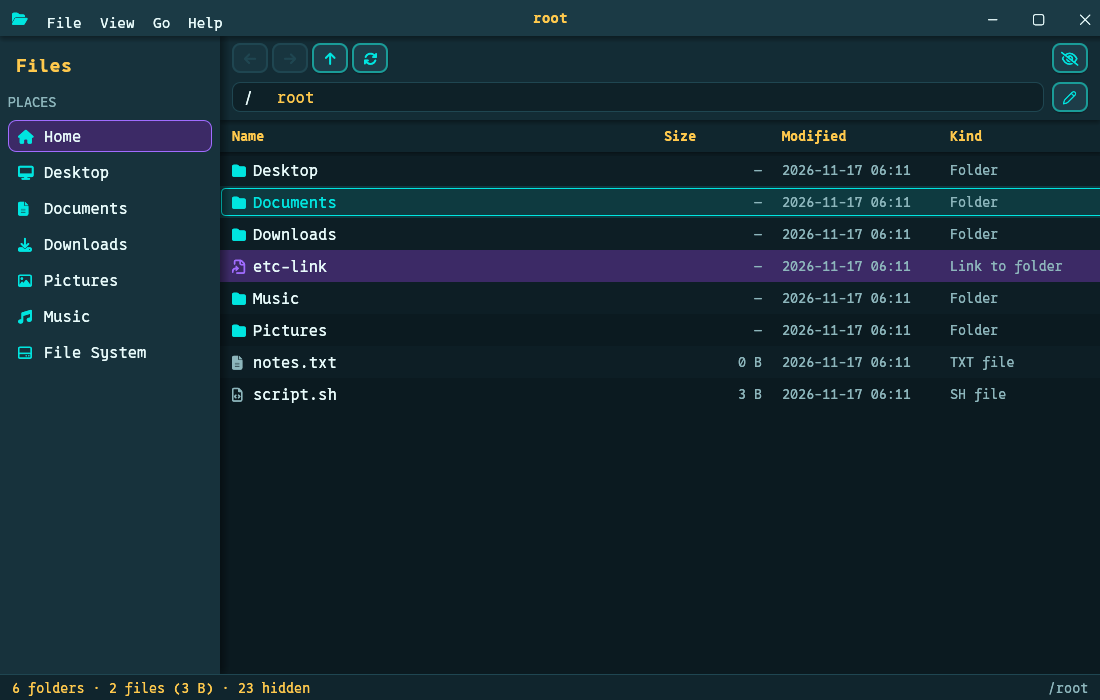 File View Go Help
root
Files
PLACES
Home
Desktop
Documents
Downloads
Pictures
Music
File System
/ root
Name Size Modified Kind
Desktop — 2026-11-17 06:11 Folder
Documents — 2026-11-17 06:11 Folder
Downloads — 2026-11-17 06:11 Folder
etc-link — 2026-11-17 06:11 Link to folder
Music — 2026-11-17 06:11 Folder
Pictures — 2026-11-17 06:11 Folder
notes.txt 0 B 2026-11-17 06:11 TXT file
script.sh 3 B 2026-11-17 06:11 SH file
6 folders · 2 files (3 B) · 23 hidden
/root